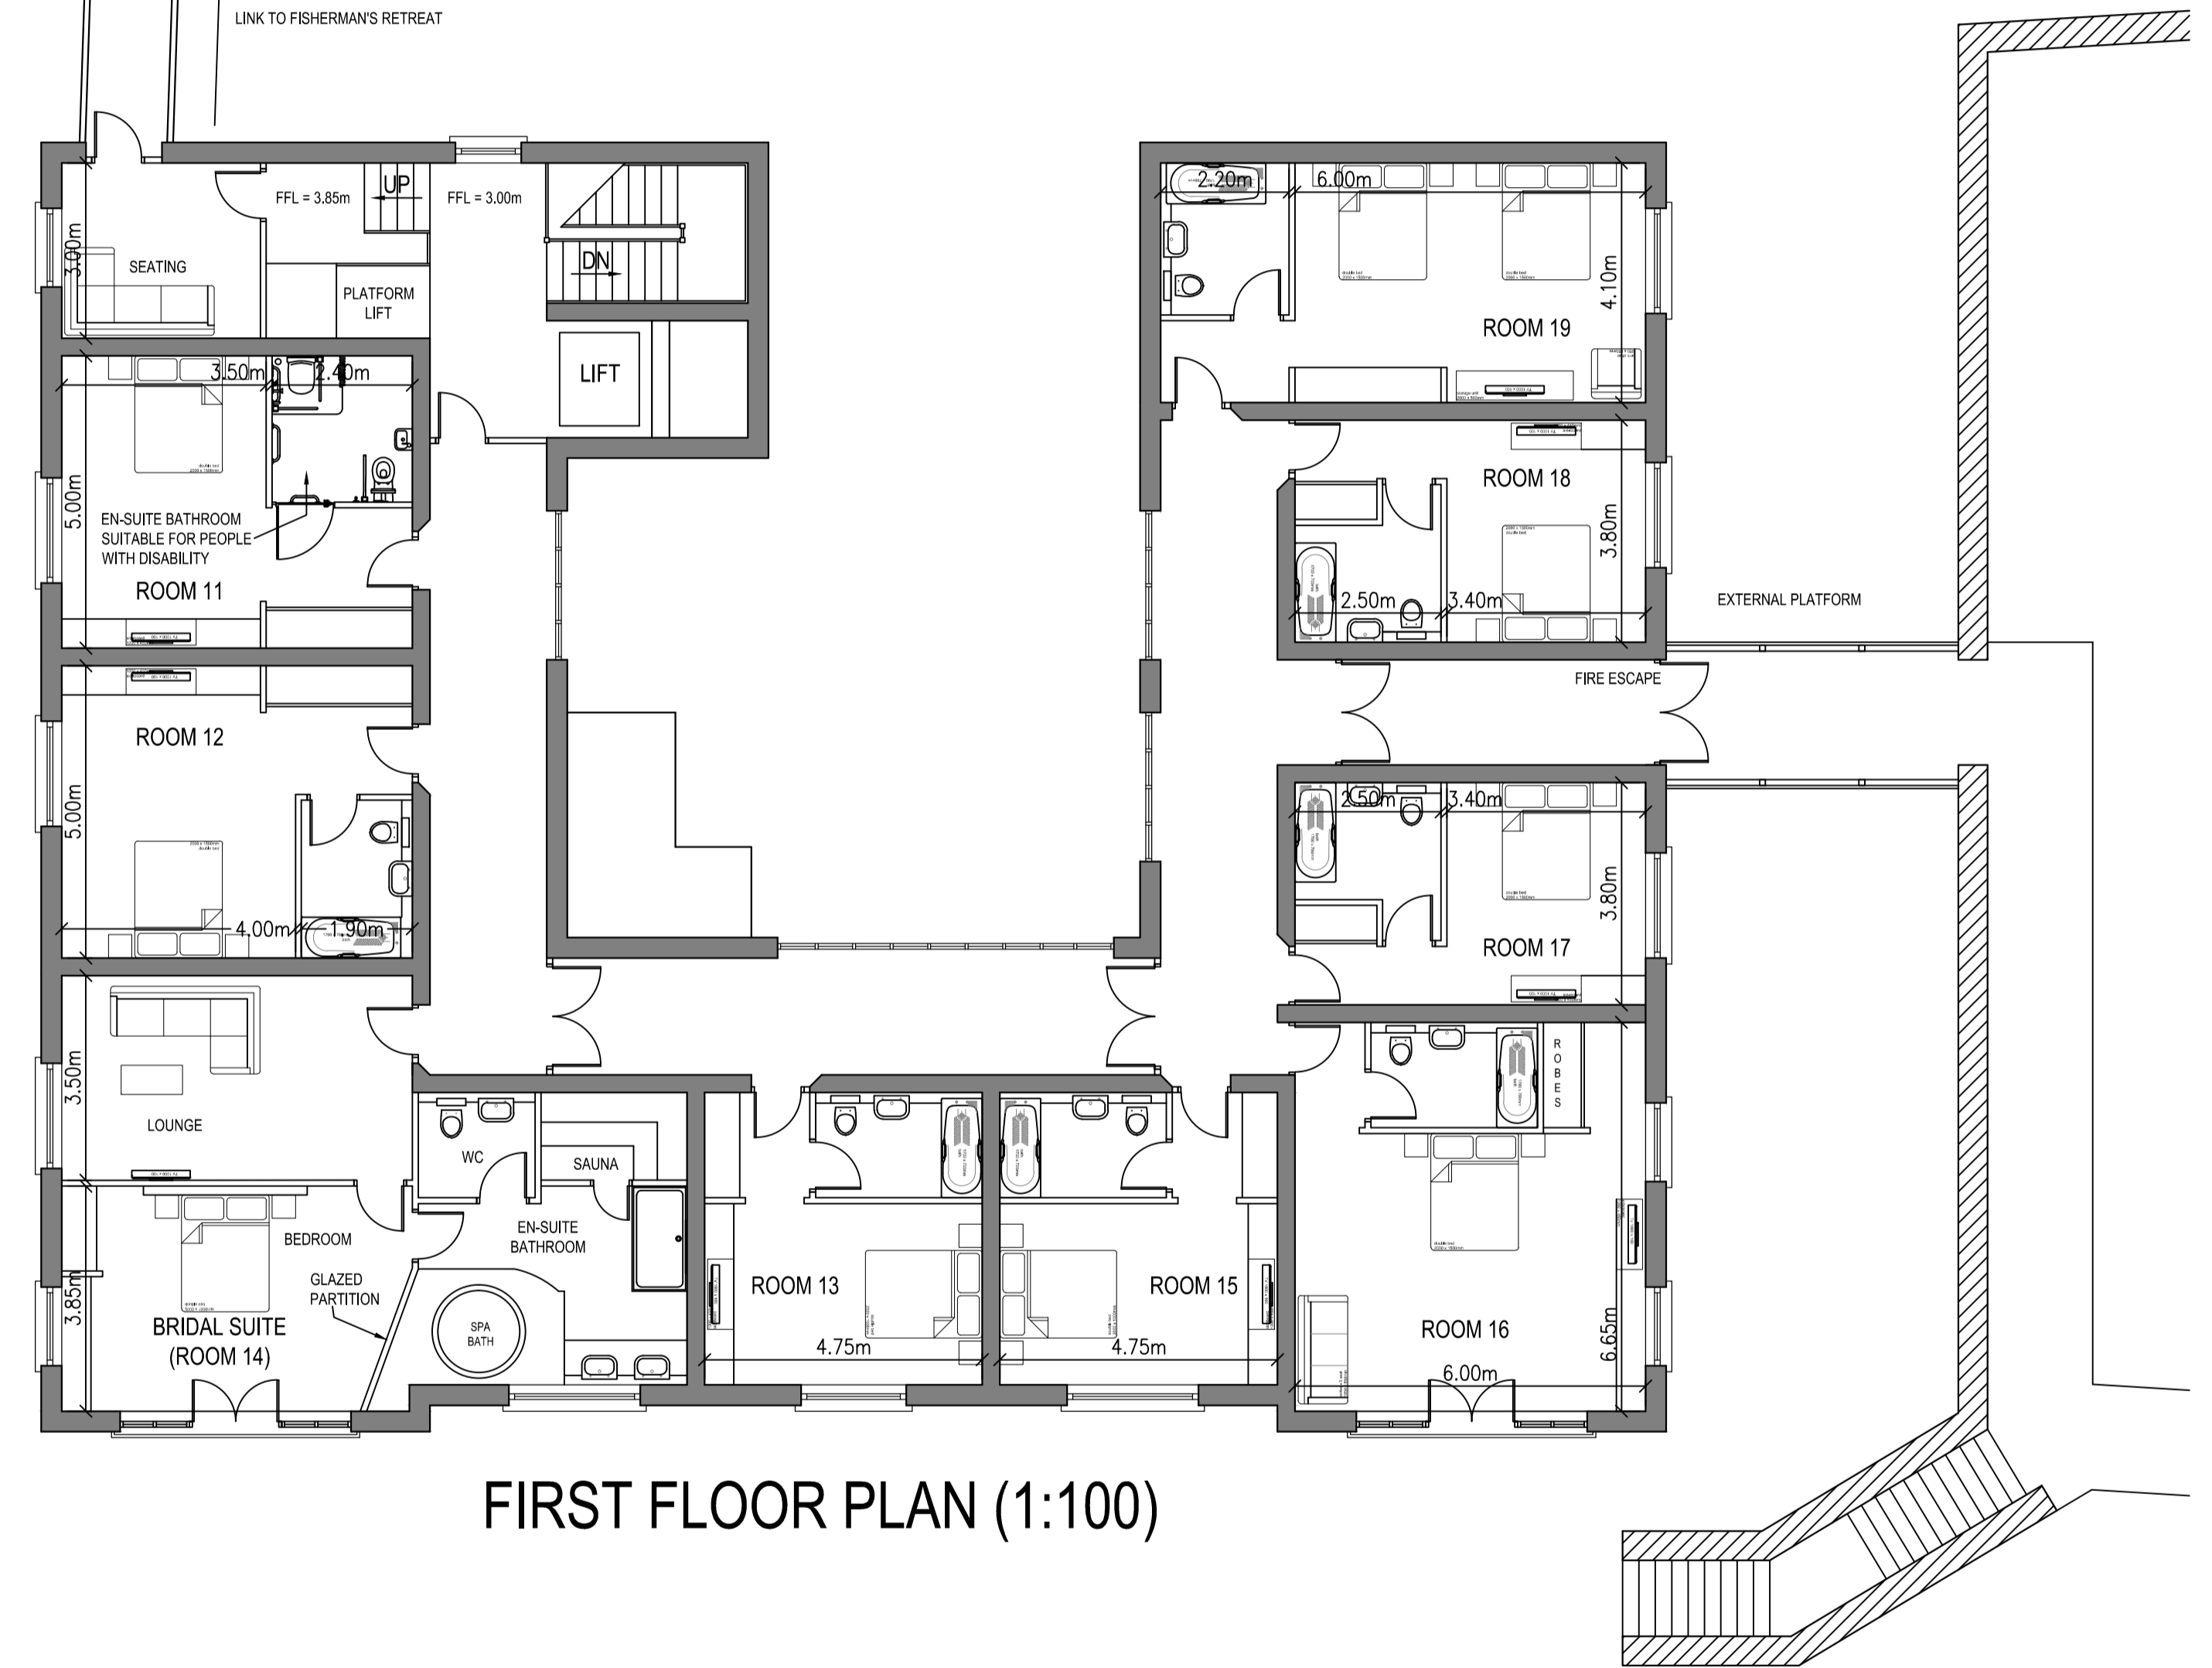 LINK TO FISHERMAN'S RETREAT
UP
FFL = 3.85m
FFL = 3.00m
3.00m
SEATING
DN
PLATFORM
LIFT
LIFT
3.50m
2.40m
5.00m
EN-SUITE BATHROOM
SUITABLE FOR PEOPLE
WITH DISABILITY
ROOM 11
ROOM 12
5.00m
4.00m
1.90m
3.50m
LOUNGE
WC
SAUNA
BEDROOM
EN-SUITE
BATHROOM
GLAZED
PARTITION
3.85m
BRIDAL SUITE
(ROOM 14)
SPA
BATH
ROOM 13
4.75m
ROOM 15
4.75m
2.20m
6.00m
4.10m
ROOM 19
ROOM 18
3.80m
2.50m
3.40m
EXTERNAL PLATFORM
FIRE ESCAPE
2.50m
3.40m
3.80m
ROOM 17
ROBES
ROOM 16
6.65m
6.00m
FIRST FLOOR PLAN (1:100)